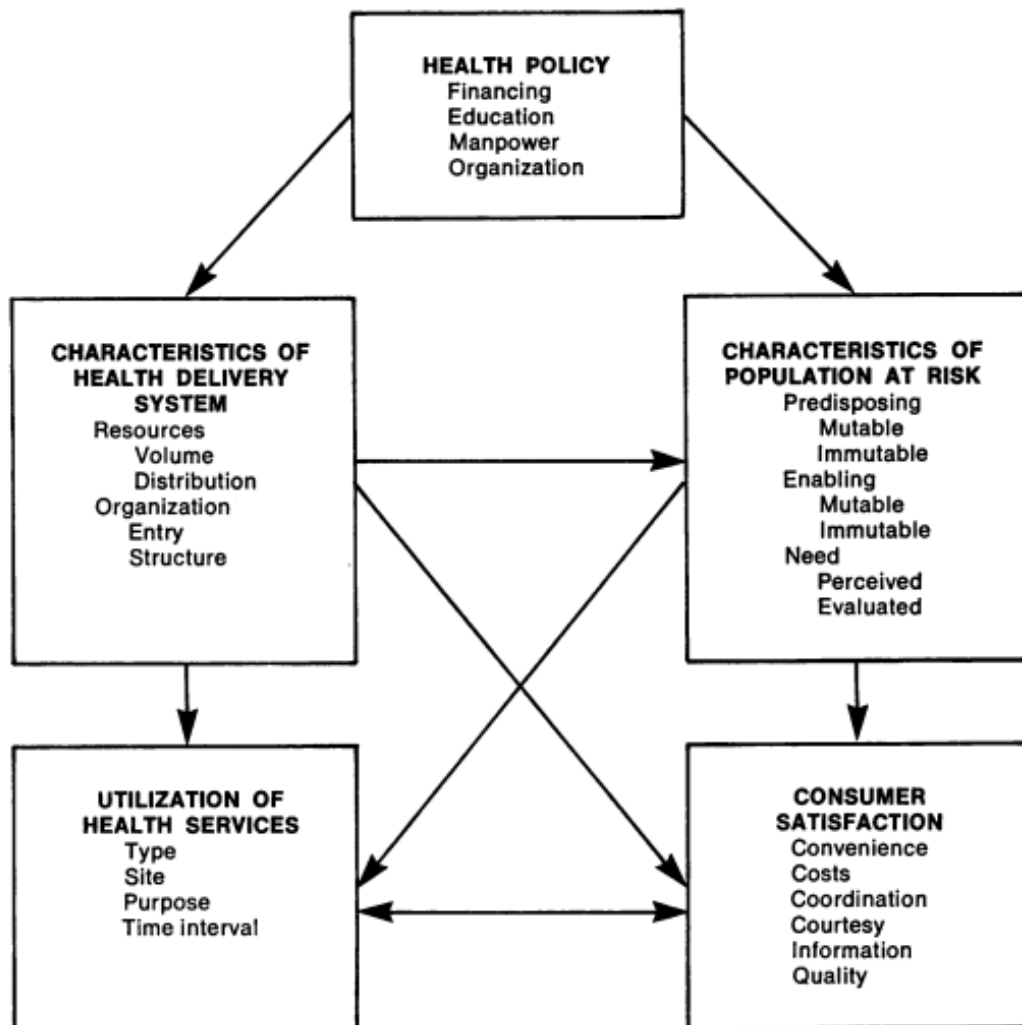 HEALTH POLICY
Financing
Education
Manpower
Organization
CHARACTERISTICS OF
HEALTH DELIVERY
SYSTEM
Resources
Volume
Distribution
Organization
Entry
Structure
CHARACTERISTICS OF
POPULATION AT RISK
Predisposing
Mutable
Immutable
Enabling
Mutable
Immutable
Need
Perceived
Evaluated
UTILIZATION OF
HEALTH SERVICES
Type
Site
Purpose
Time interval
CONSUMER
SATISFACTION
Convenience
Costs
Coordination
Courtesy
Information
Quality